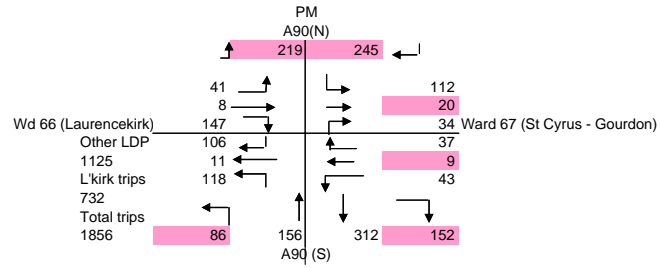 PM
A90(N)
219 245
41 112
8 20
Wd 66 (Laurencekirk) 147 34 Ward 67 (St Cyrus - Gourdon)
Other LDP 106 37
1125 11 9
L'kirk trips 118 43
732
Total trips
1856 86 156 312 152
A90 (S)